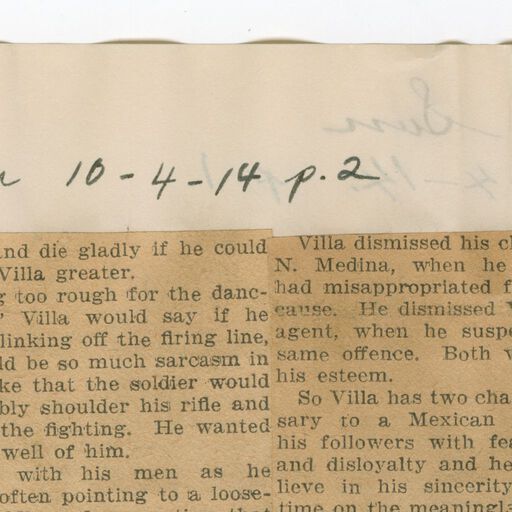 10-4-14 p.2
and die gladly if he could
Villa greater.
too rough for the danc-
Villa would say if he
linking off the firing line,
ld be so much sarcasm in
ke that the soldier would
bly shoulder his rifle and
the fighting. He wanted
well of him.
with his men as he
often pointing to a loose-
Villa dismissed his
N. Medina, when he
had misappropriated f
cause. He dismissed
agent, when he suspe
same offence. Both
his esteem.
So Villa has two cha
sary to a Mexican
his followers with fea
and disloyalty and he
lieve in his sincerity
time on the meaningl